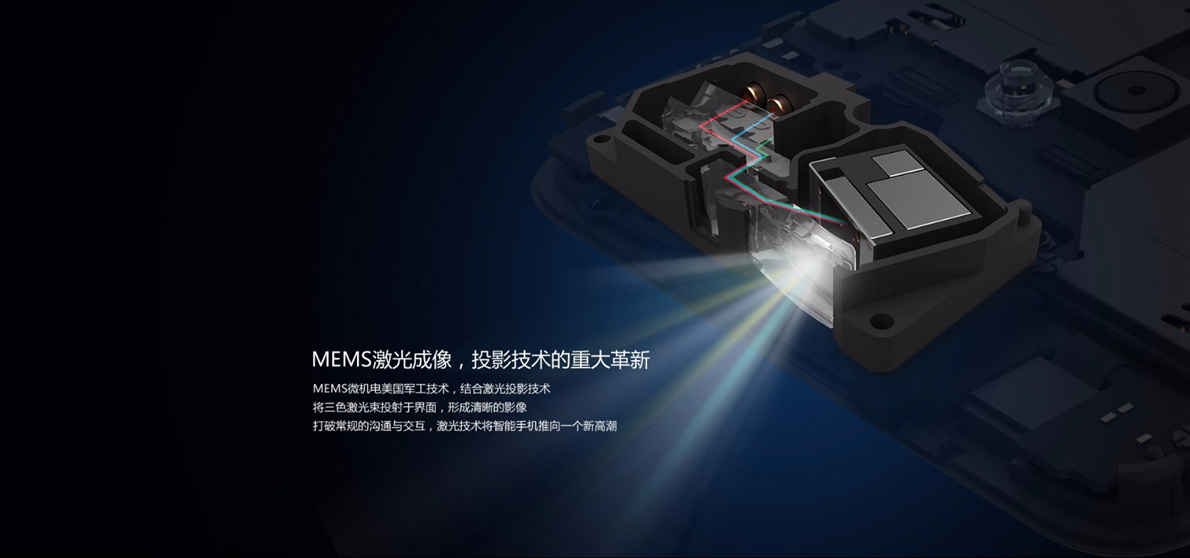 MEMS激光成像，投影技术的重大革新
MEMS微机电美国军工技术，结合激光投影技术
将三色激光束投射于界面，形成清晰的影像
打破常规的沟通与交互，激光技术将智能手机推向一个新高潮